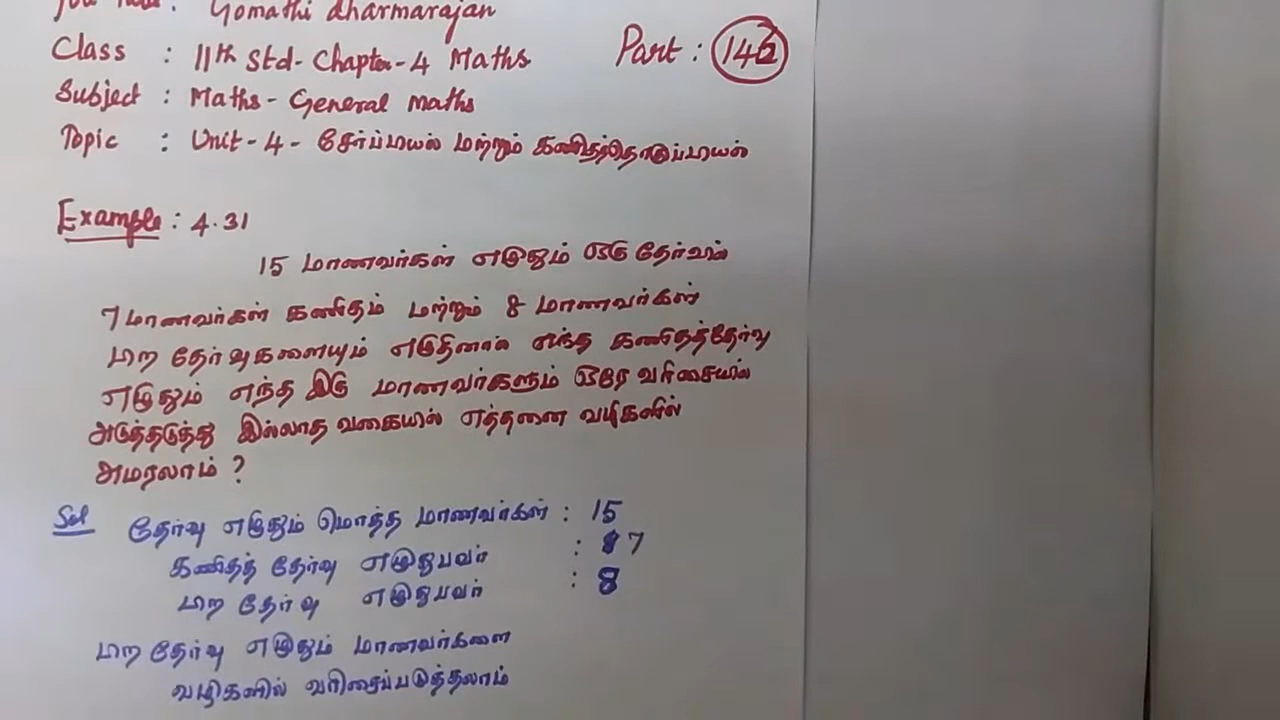 Gomathi dharmarajan
Class : 11th Std- Chapter-4 Maths Part : 142
Subject : Maths - General maths
Topic : Unit - 4 - சேர்ப்பியல் மற்றும் கணிதத்தொகுப்பியல்
Example : 4.31
15 மாணவர்கள் எழுதும் ஒரு தேர்வில்
7 மாணவர்கள் கணிதம் மற்றும் 8 மாணவர்கள்
பிற தேர்வுகளையும் எழுதினால் எந்த கணிதத்தேர்வு
எழுதும் எந்த இரு மாணவர்களும் ஒரே வரிசையில்
அடுத்தடுத்து இல்லாத வகையில் எத்தனை வழிகளில்
அமரலாம் ?
Sol தேர்வு எழுதும் மொத்த மாணவர்கள் : 15
கணிதத் தேர்வு எழுதுபவர் : 7
பிற தேர்வு எழுதுபவர் : 8
பிற தேர்வு எழுதும் மாணவர்களை
வழிகளில் வரிசைப்படுத்தலாம்